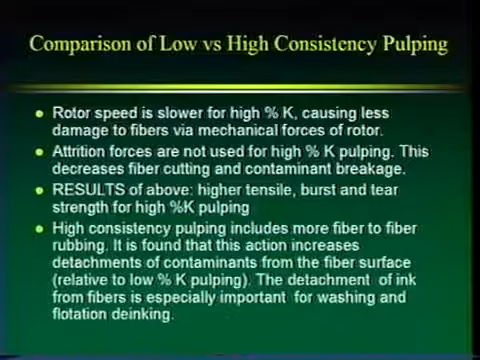 Comparison of Low vs High Consistency Pulping
Rotor speed is slower for high % K, causing less
damage to fibers via mechanical forces of rotor.
Attrition forces are not used for high % K pulping. This
decreases fiber cutting and contaminant breakage.
RESULTS of above: higher tensile, burst and tear
strength for high %K pulping
High consistency pulping includes more fiber to fiber
rubbing. It is found that this action increases
detachments of contaminants from the fiber surface
(relative to low % K pulping). The detachment of ink
from fibers is especially important for washing and
flotation deinking.